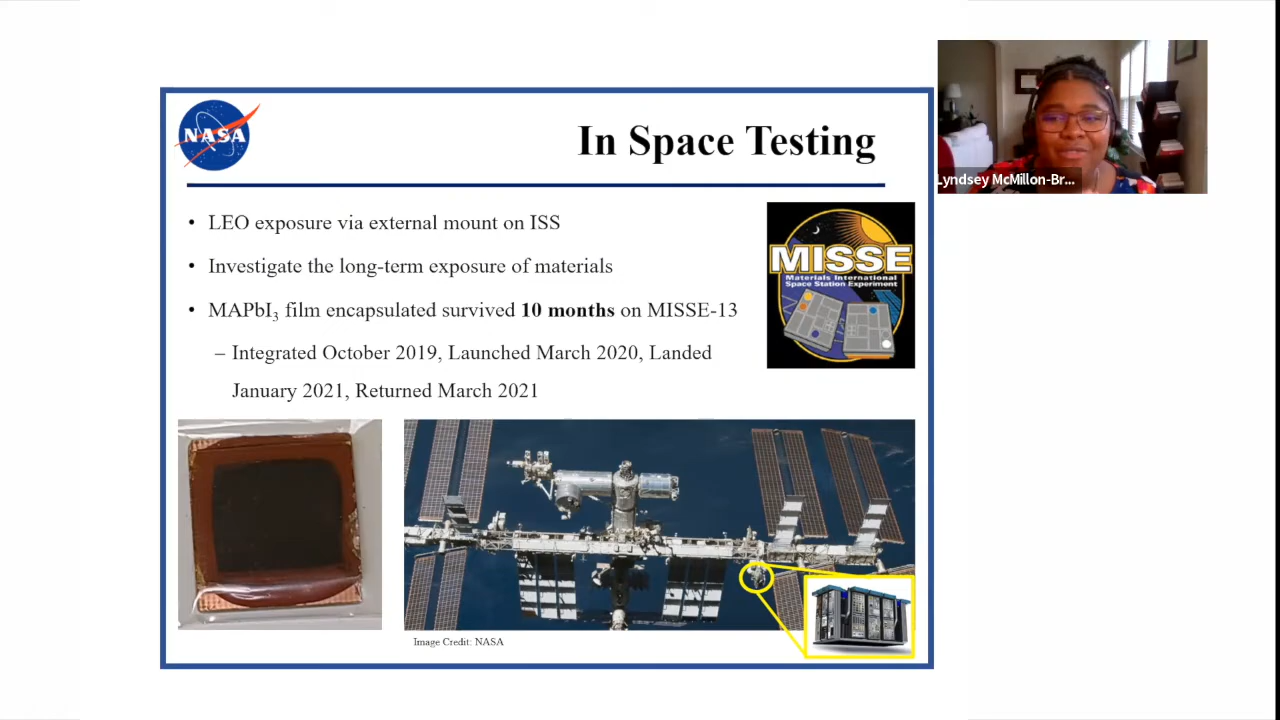 NASA
In Space Testing
Lyndsey McMillon-Br...
• LEO exposure via external mount on ISS
• Investigate the long-term exposure of materials
• MAPbI₃ film encapsulated survived 10 months on MISSE-13
– Integrated October 2019, Launched March 2020, Landed
January 2021, Returned March 2021
MISSE
Materials International
Space Station Experiment
Image Credit: NASA